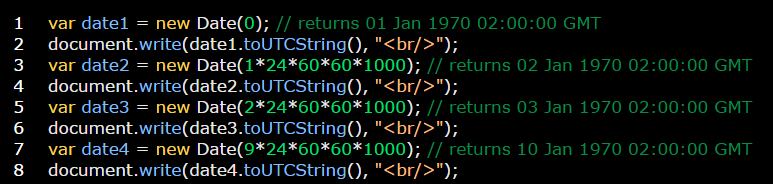 1 var date1 = new Date(0); // returns 01 Jan 1970 02:00:00 GMT
2 document.write(date1.toUTCString(), "<br/>");
3 var date2 = new Date(1*24*60*60*1000); // returns 02 Jan 1970 02:00:00 GMT
4 document.write(date2.toUTCString(), "<br/>");
5 var date3 = new Date(2*24*60*60*1000); // returns 03 Jan 1970 02:00:00 GMT
6 document.write(date3.toUTCString(), "<br/>");
7 var date4 = new Date(9*24*60*60*1000); // returns 10 Jan 1970 02:00:00 GMT
8 document.write(date4.toUTCString(), "<br/>");